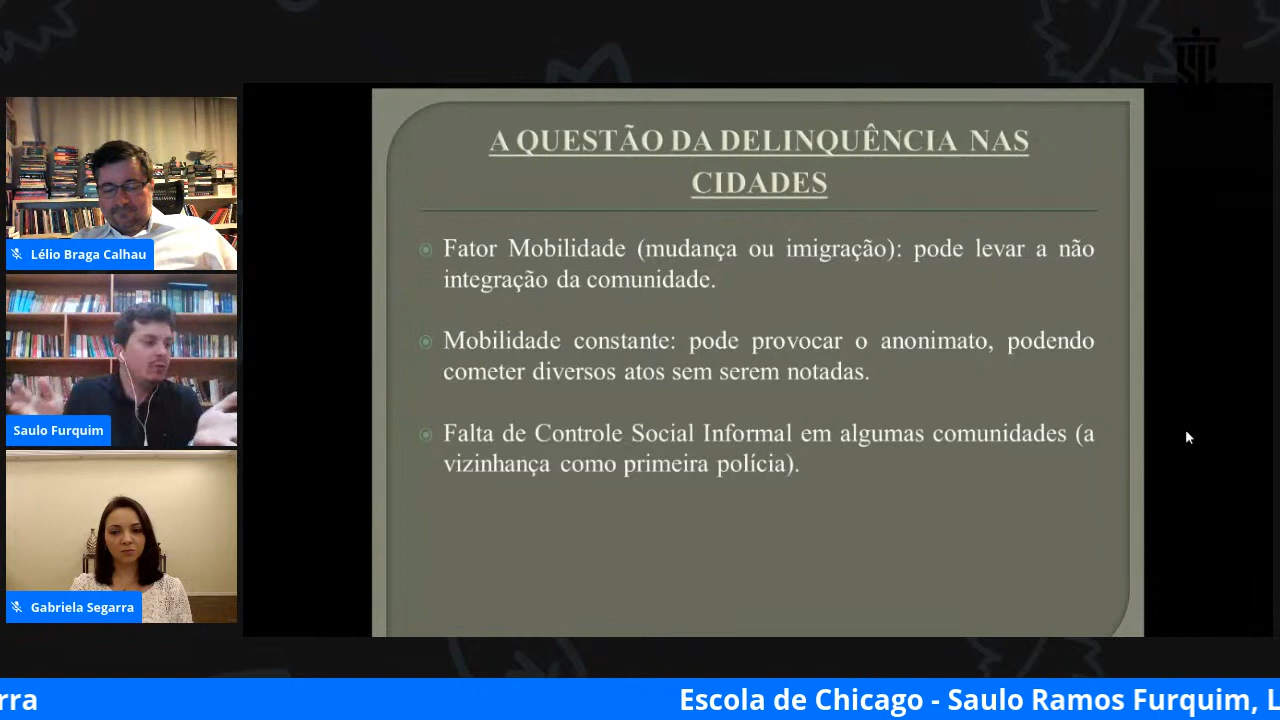 Lélio Braga Calhau
Saulo Furquim
Gabriela Segarra
A QUESTÃO DA DELINQUÊNCIA NAS
CIDADES
Fator Mobilidade (mudança ou imigração): pode levar a não
integração da comunidade.
Mobilidade constante: pode provocar o anonimato, podendo
cometer diversos atos sem serem notadas.
Falta de Controle Social Informal em algumas comunidades (a
vizinhança como primeira polícia).
rra Escola de Chicago - Saulo Ramos Furquim, L